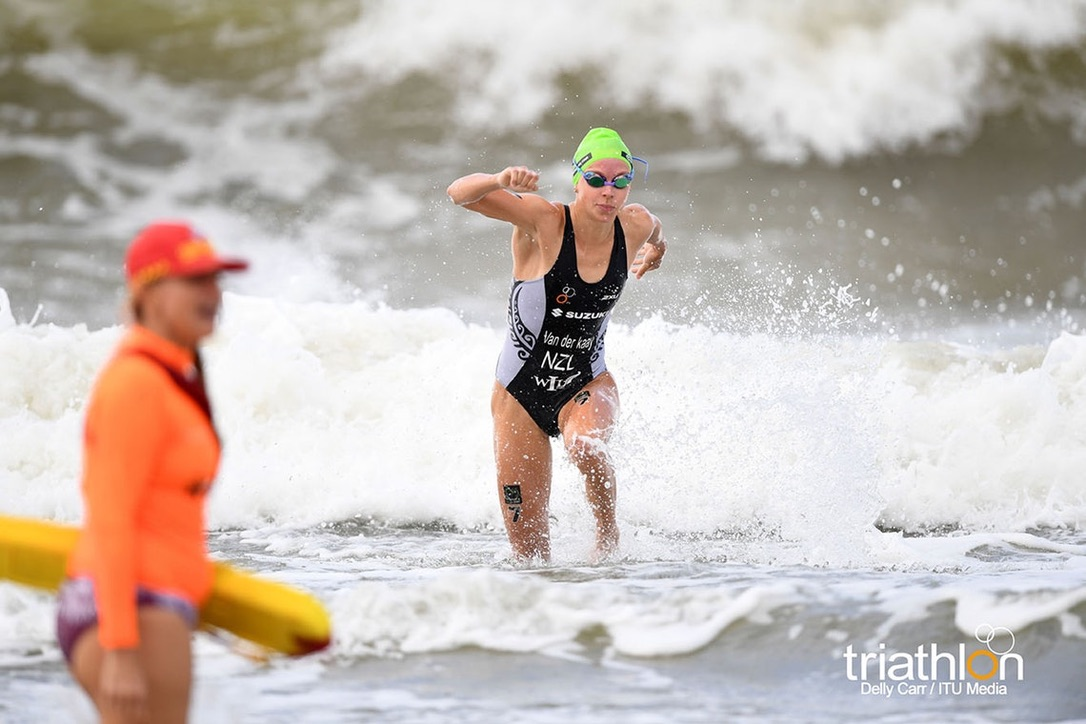 SUZUKI
Van der kaay
NZL
triathlon
Delly Carr / ITU Media